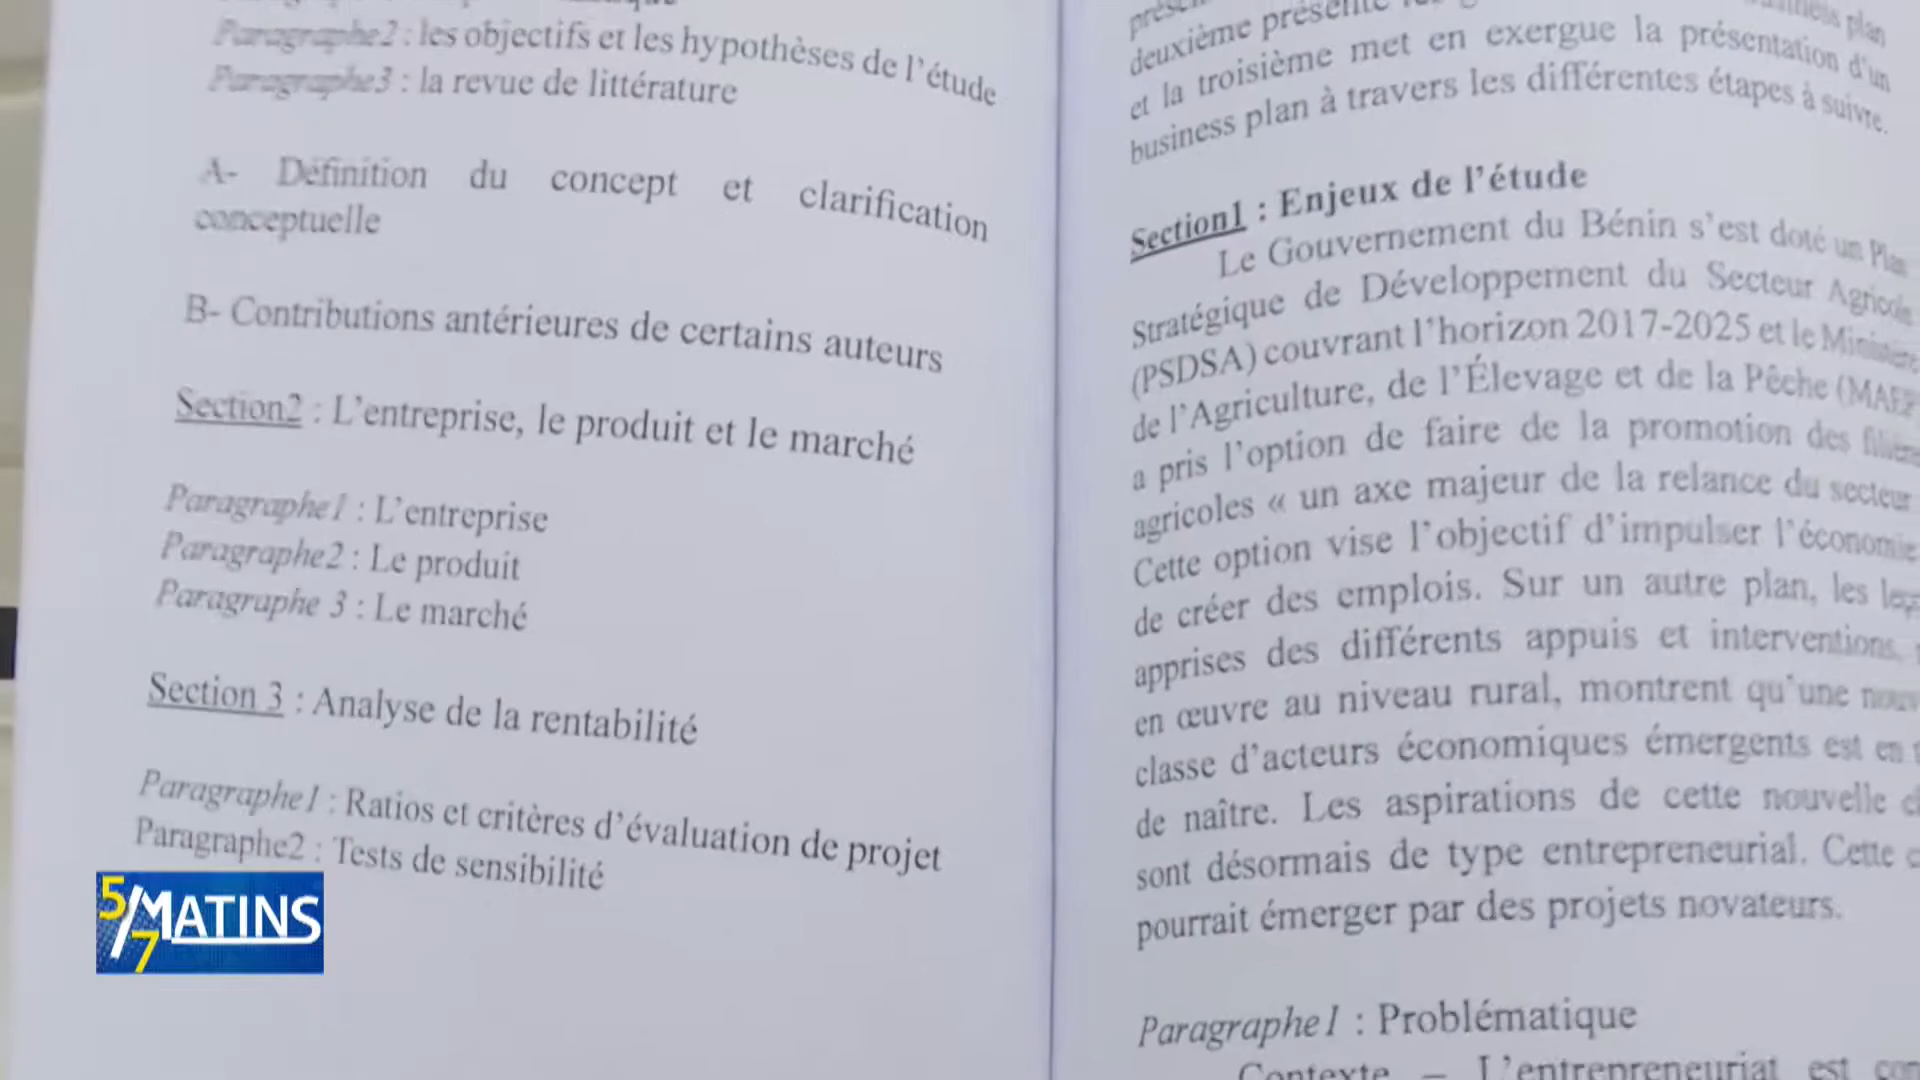 Paragraphe2 : les objectifs et les hypothèses de l'étude
Paragraphe3 : la revue de littérature
A- Définition du concept et clarification
conceptuelle
B- Contributions antérieures de certains auteurs
Section2 : L'entreprise, le produit et le marché
Paragraphe1 : L'entreprise
Paragraphe2 : Le produit
Paragraphe 3 : Le marché
Section 3 : Analyse de la rentabilité
Paragraphe1 : Ratios et critères d'évaluation de projet
Paragraphe2 : Tests de sensibilité
5/7 MATINS
plan
deuxième présente
et la troisième met en exergue la présentation d'un
business plan à travers les différentes étapes à suivre.
Section1 : Enjeux de l'étude
Le Gouvernement du Bénin s'est doté un Plan
Stratégique de Développement du Secteur Agricole
(PSDSA) couvrant l'horizon 2017-2025 et le Ministère
de l'Agriculture, de l'Élevage et de la Pêche (MAEP
a pris l'option de faire de la promotion des filières
agricoles « un axe majeur de la relance du secteur
Cette option vise l'objectif d'impulser l'économie
de créer des emplois. Sur un autre plan, les
apprises des différents appuis et interventions,
en œuvre au niveau rural, montrent qu'une
classe d'acteurs économiques émergents est en
de naître. Les aspirations de cette nouvelle
sont désormais de type entrepreneurial. Cette
pourrait émerger par des projets novateurs.
Paragraphe1 : Problématique
Contexte – L'entrepreneuriat est